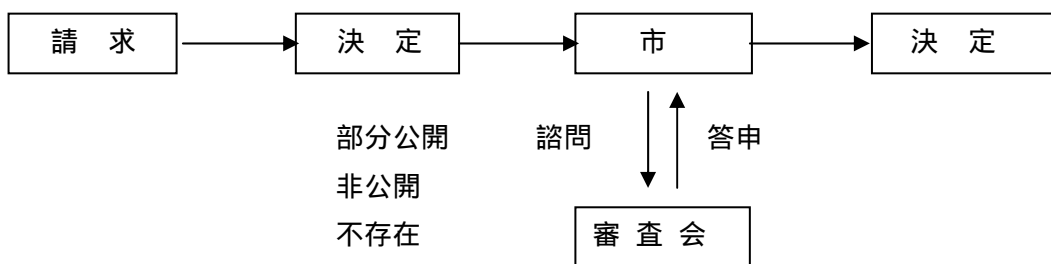 請 求 決 定 市 決 定
部分公開 諮問 答申
非公開
不存在 審 査 会